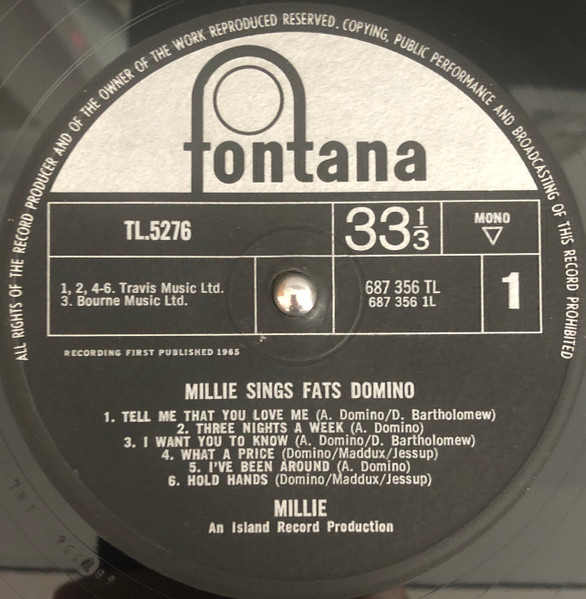 ALL RIGHTS OF THE RECORD PRODUCER AND OF THE OWNER OF THE WORK REPRODUCED RESERVED. COPYING, PUBLIC PERFORMANCE AND BROADCASTING OF THIS RECORD PROHIBITED
fontana
TL.5276
33 1/3
MONO
1, 2, 4-6. Travis Music Ltd.
3. Bourne Music Ltd.
687 356 TL
687 356 1L
1
RECORDING FIRST PUBLISHED 1965
MILLIE SINGS FATS DOMINO
1. TELL ME THAT YOU LOVE ME (A. Domino/D. Bartholomew)
2. THREE NIGHTS A WEEK (A. Domino)
3. I WANT YOU TO KNOW (A. Domino/D. Bartholomew)
4. WHAT A PRICE (Domino/Maddux/Jessup)
5. I'VE BEEN AROUND (A. Domino)
6. HOLD HANDS (Domino/Maddux/Jessup)
MILLIE
An Island Record Production